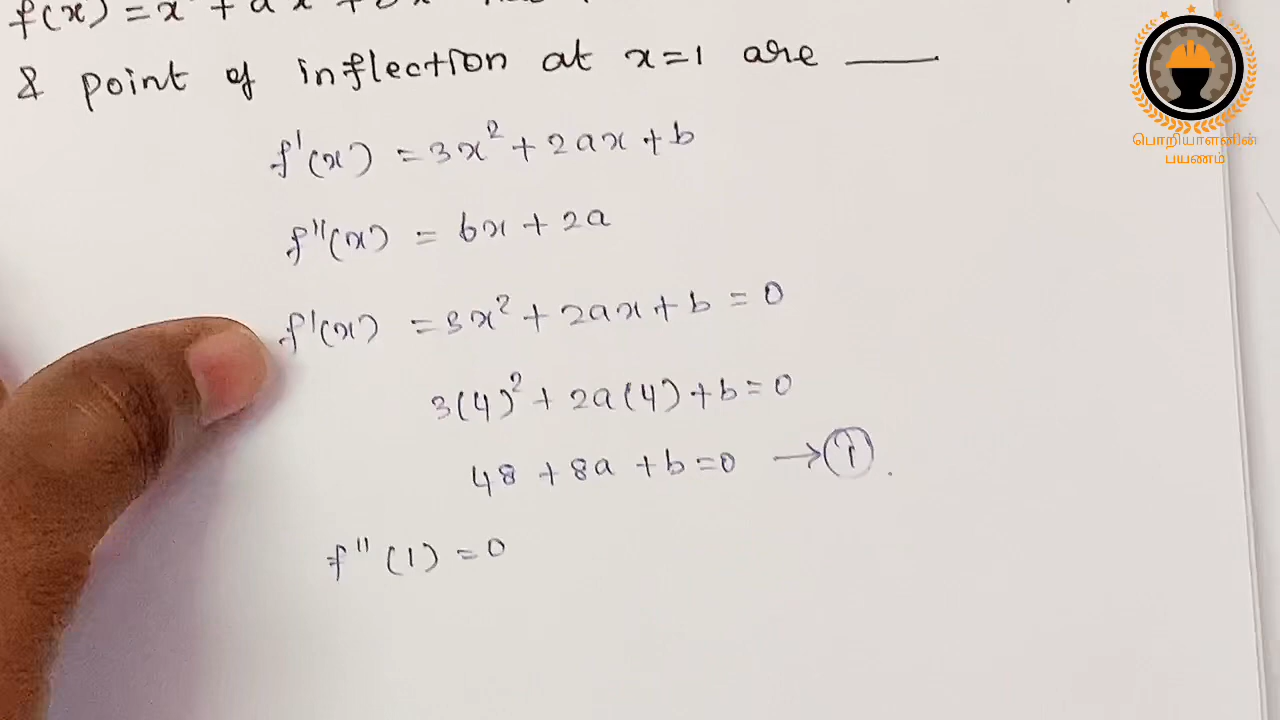 f(x) = x + a x + b x
& point of inflection at x=1 are ____
f'(x) = 3x² + 2ax + b
f''(x) = 6x + 2a
f'(x) = 3x² + 2ax + b = 0
3(4)² + 2a(4) + b = 0
48 + 8a + b = 0 → ①.
f''(1) = 0
பொறியாளனின்
பயணம்